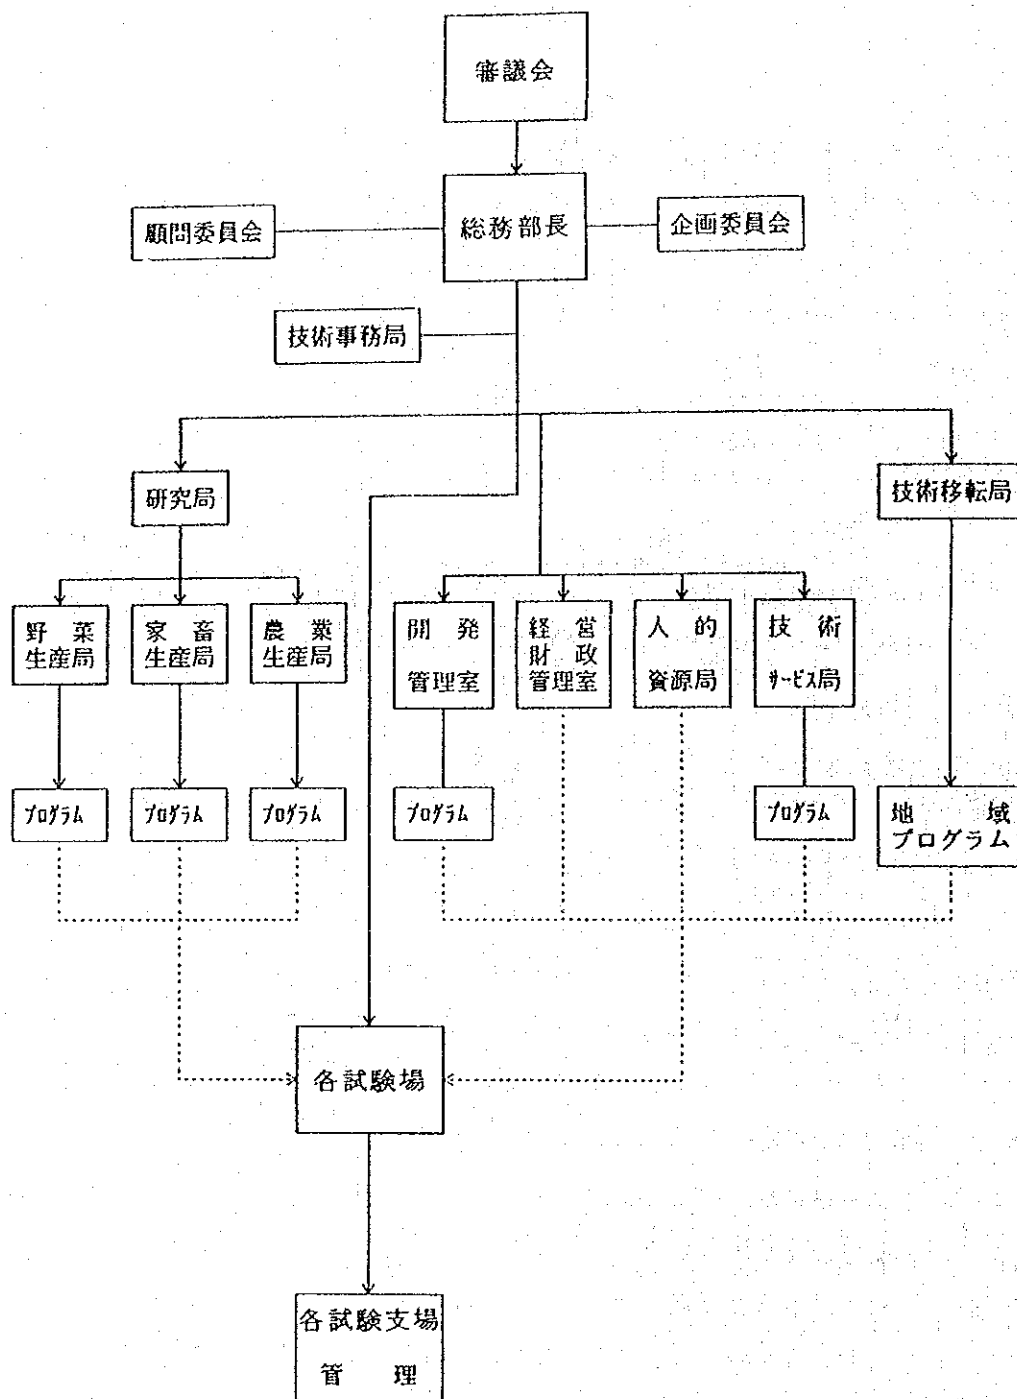 審議会
顧問委員会
総務部長
企画委員会
技術事務局
研究局
技術移転局
野菜
生産局
家畜
生産局
農業
生産局
開発
管理室
経営
財政
管理室
人的
資源局
技術
サービス局
プログラム
プログラム
プログラム
プログラム
プログラム
地域
プログラム
各試験場
各試験支場
管理